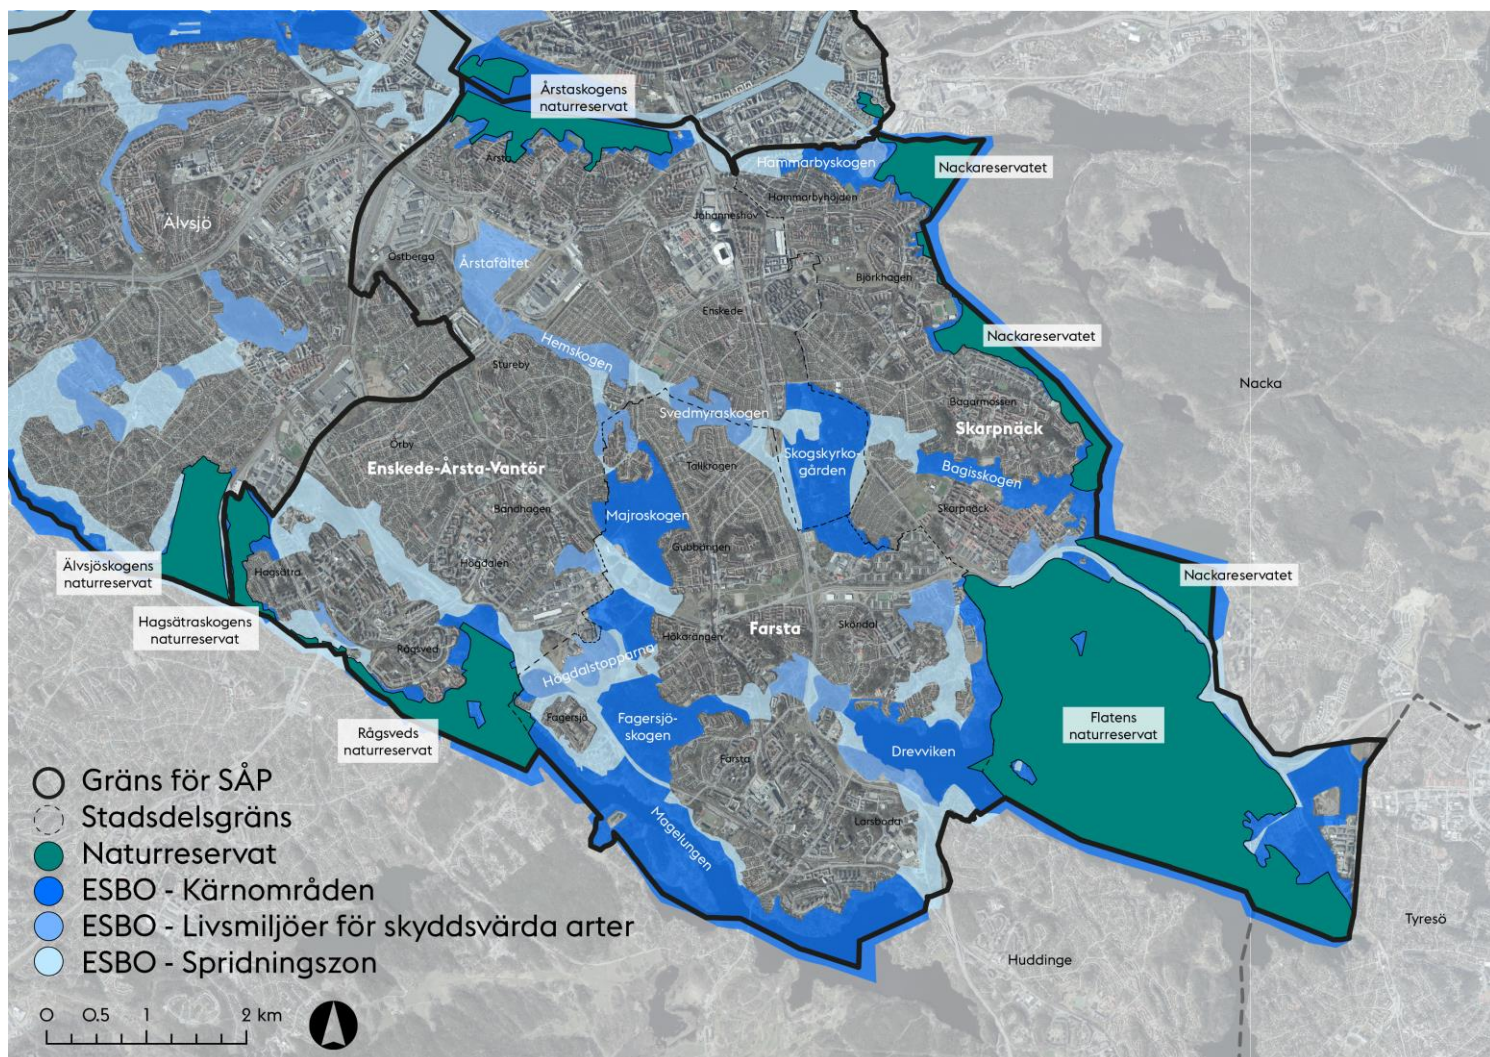 Årstaskogens
naturreservat
Årsta
Hammarbyskogen
Nackareservatet
Hammarbyhöjden
Johanneshov
Älvsjö
Östberga
Årstafältet
Björkhagen
Enskede
Nackareservatet
Hemskogen
Stureby
Nacka
Bagarmossen
Svedmyraskogen
Skarpnäck
Örby
Enskede-Årsta-Vantör
Tallkrogen
Skogskyrko-
gården
Bagisskogen
Bandhagen
Majroskogen
Skarpnäck
Gubbängen
Älvsjöskogens
naturreservat
Hagsätra
Högdalen
Nackareservatet
Hagsätraskogens
naturreservat
Farsta
Sköndal
Hökarängen
Rågsved
Högdalstopparna
Fagersjö
Fagersjö-
skogen
Flatens
naturreservat
Rågsveds
naturreservat
Drevviken
Farsta
Magelungen
Larsboda
Tyresö
Huddinge
Gräns för SÅP
Stadsdelsgräns
Naturreservat
ESBO - Kärnområden
ESBO - Livsmiljöer för skyddsvärda arter
ESBO - Spridningszon
0 0.5 1 2 km